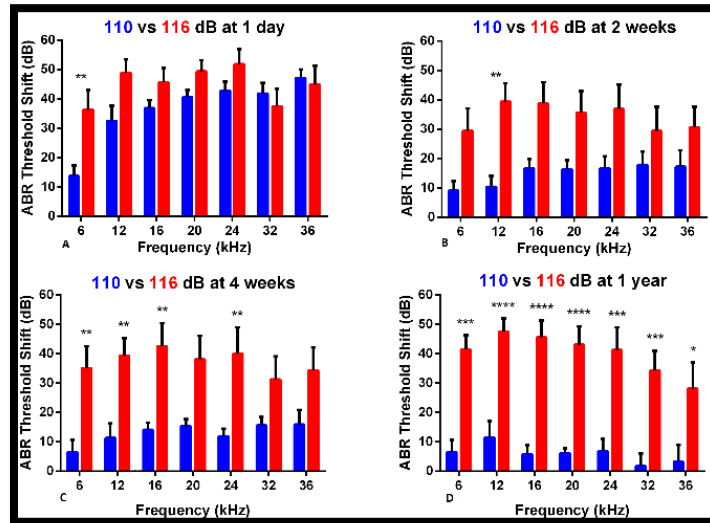 110 vs 116 dB at 1 day
ABR Threshold Shift (dB)
60
50
40
30
20
10
0
**
6 12 16 20 24 32 36
A
Frequency (kHz)
110 vs 116 dB at 2 weeks
ABR Threshold Shift (dB)
60
50
40
30
20
10
0
**
6 12 16 20 24 32 36
B
Frequency (kHz)
110 vs 116 dB at 4 weeks
ABR Threshold Shift (dB)
60
50
40
30
20
10
0
** ** ** **
6 12 16 20 24 32 36
C
Frequency (kHz)
110 vs 116 dB at 1 year
ABR Threshold Shift (dB)
60
50
40
30
20
10
0
*** **** **** **** *** *** *
6 12 16 20 24 32 36
D
Frequency (kHz)